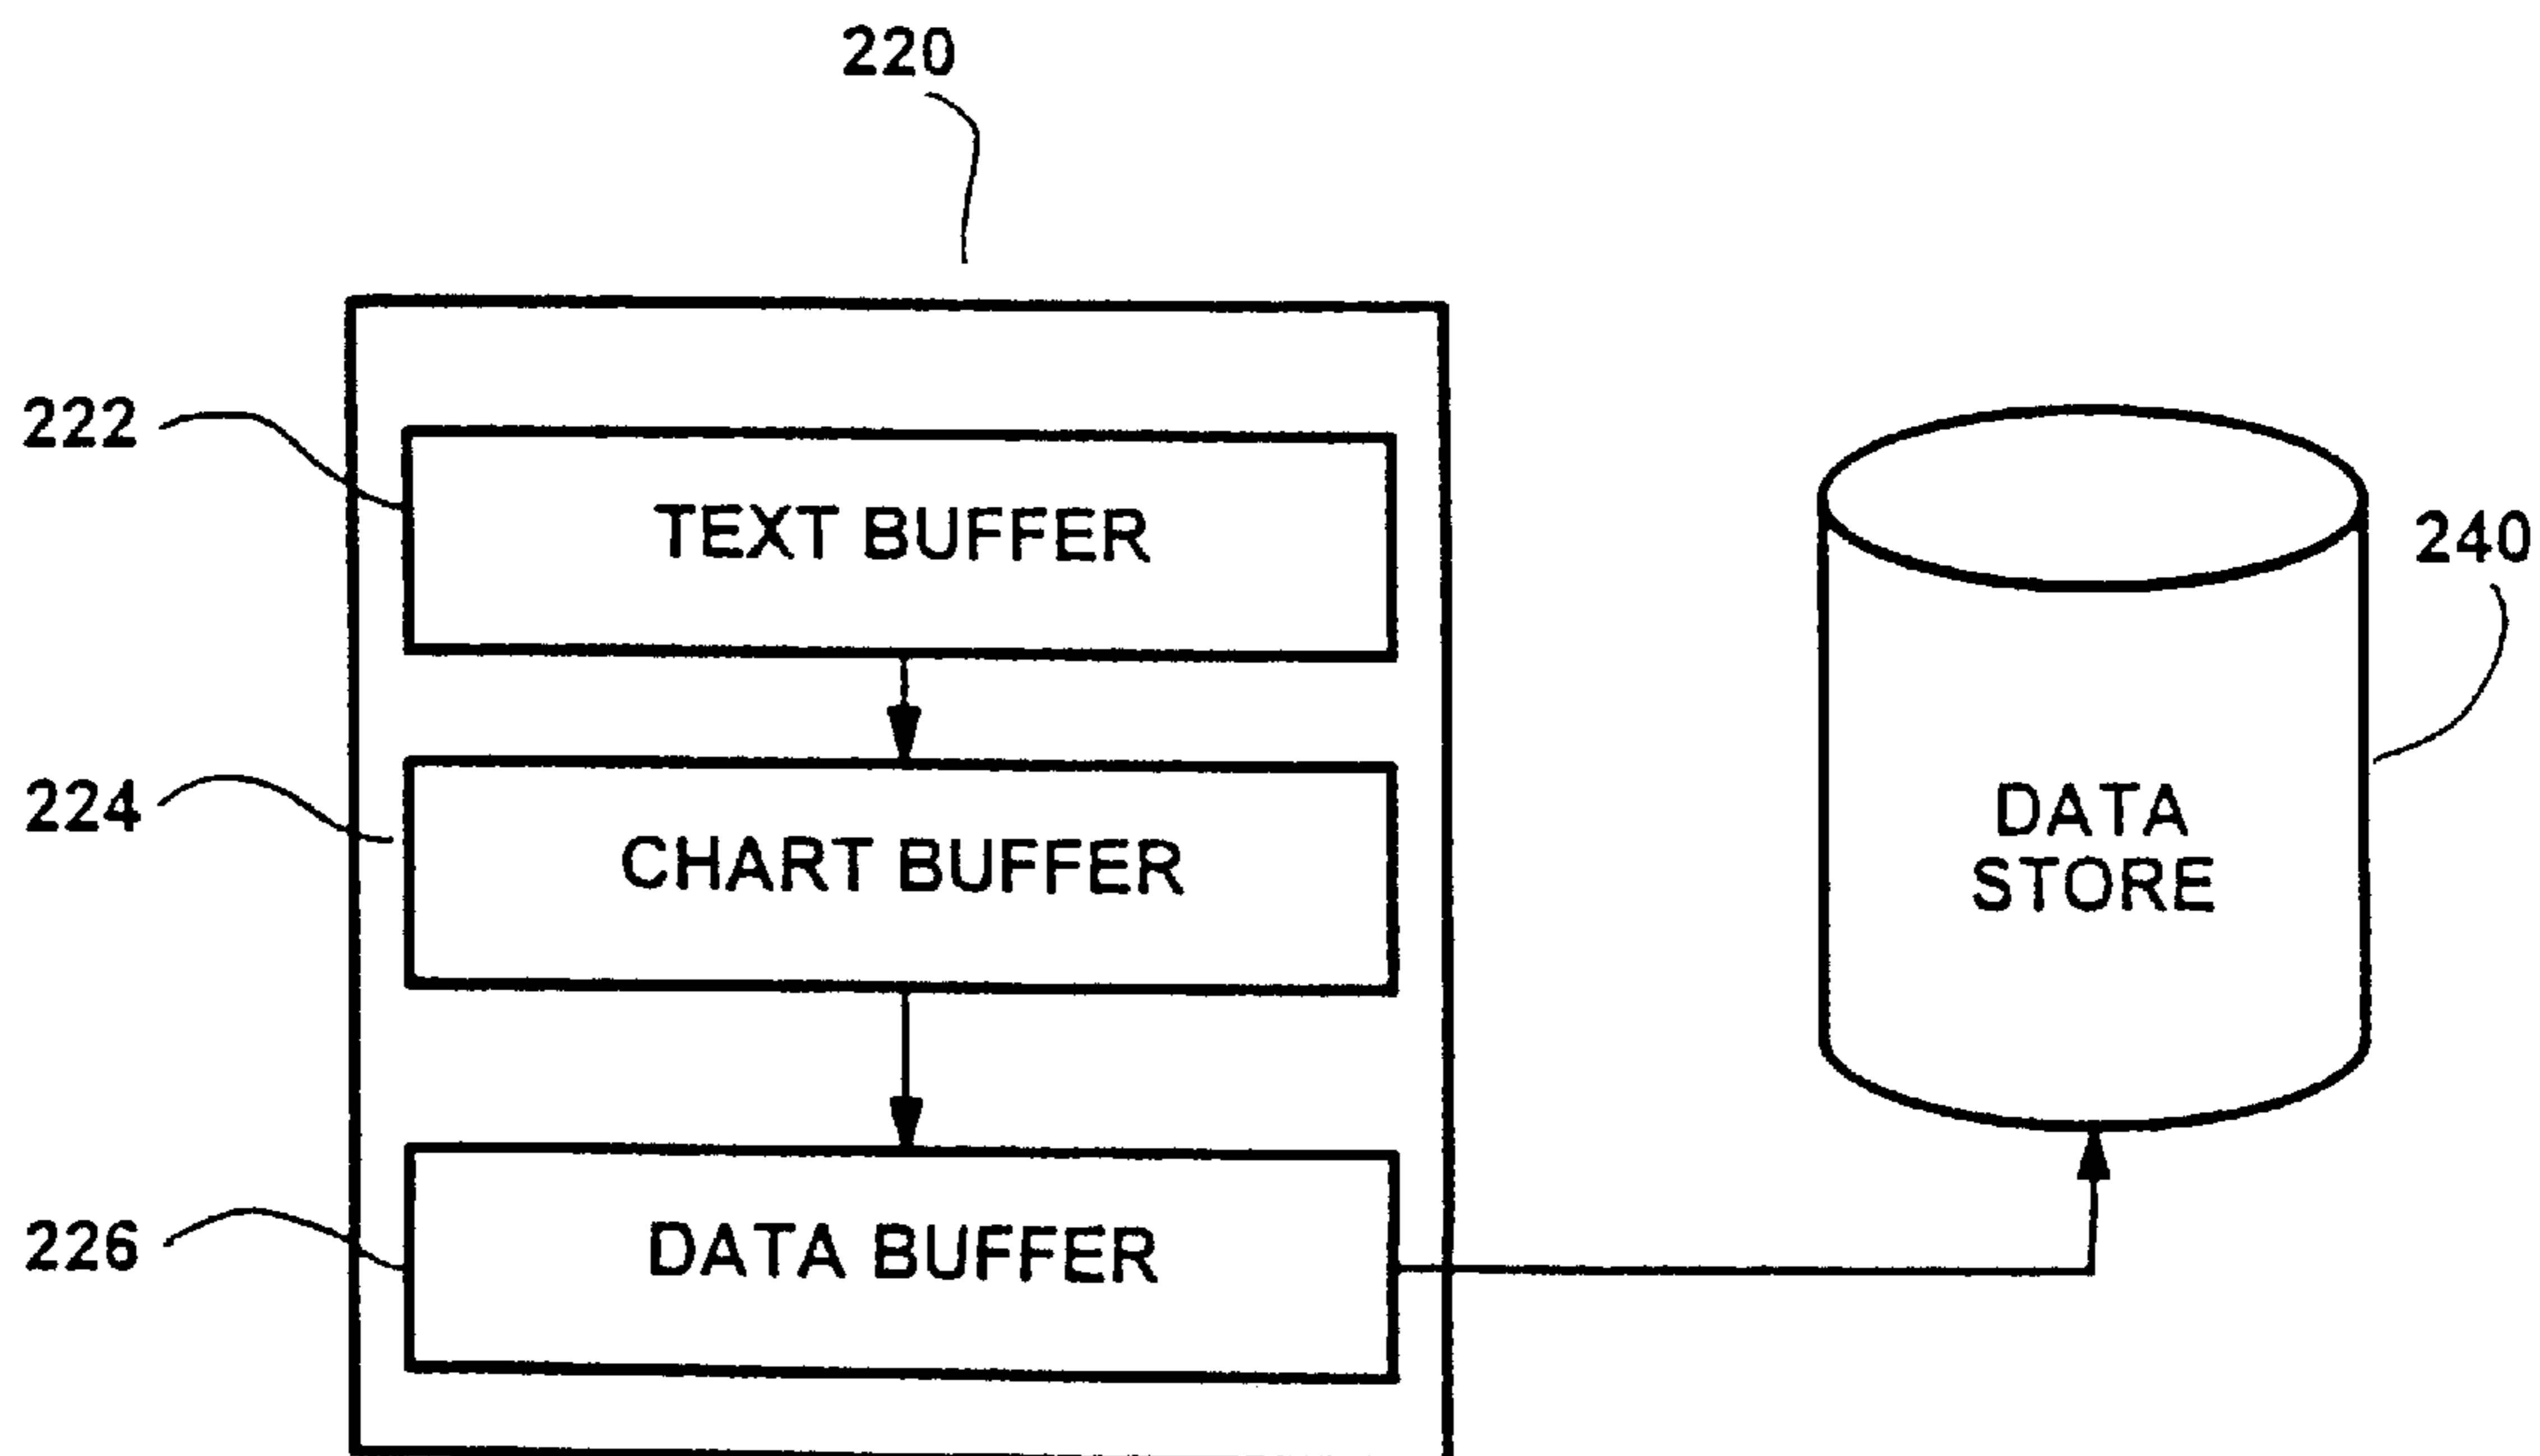 220
222
TEXT BUFFER
240
224
CHART BUFFER
DATA
STORE
226
DATA BUFFER